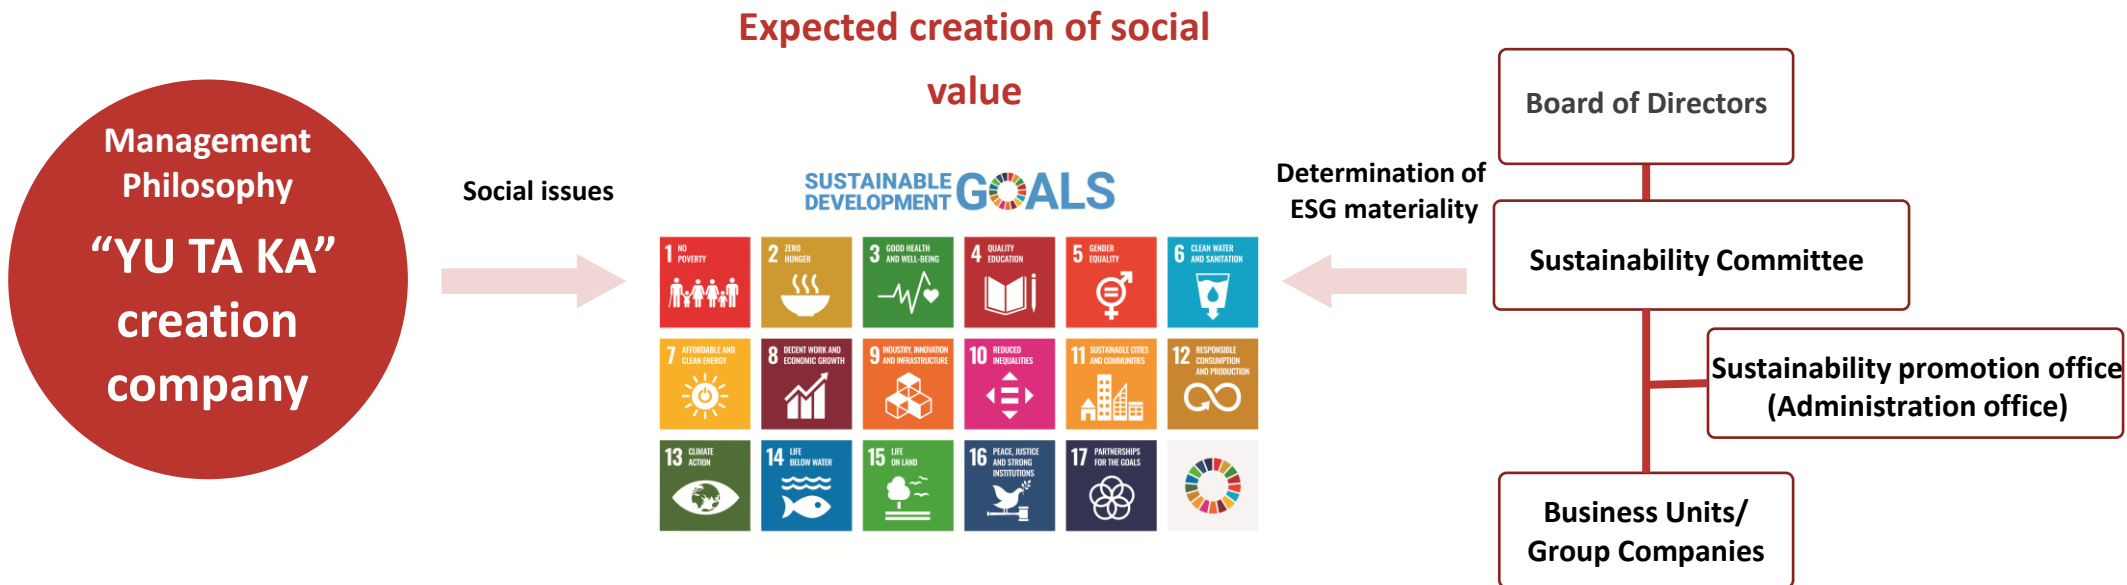 Expected creation of social
value
Management
Philosophy
“YU TA KA”
creation
company
Social issues
SUSTAINABLE
DEVELOPMENT
GOALS
1 NO
POVERTY
2 ZERO
HUNGER
3 GOOD HEALTH
AND WELL-BEING
4 QUALITY
EDUCATION
5 GENDER
EQUALITY
6 CLEAN WATER
AND SANITATION
7 AFFORDABLE AND
CLEAN ENERGY
8 DECENT WORK AND
ECONOMIC GROWTH
9 INDUSTRY, INNOVATION
AND INFRASTRUCTURE
10 REDUCED
INEQUALITIES
11 SUSTAINABLE CITIES
AND COMMUNITIES
12 RESPONSIBLE
CONSUMPTION
AND PRODUCTION
13 CLIMATE
ACTION
14 LIFE
BELOW WATER
15 LIFE
ON LAND
16 PEACE, JUSTICE
AND STRONG
INSTITUTIONS
17 PARTNERSHIPS
FOR THE GOALS
Determination of
ESG materiality
Board of Directors
Sustainability Committee
Sustainability promotion office
(Administration office)
Business Units/
Group Companies